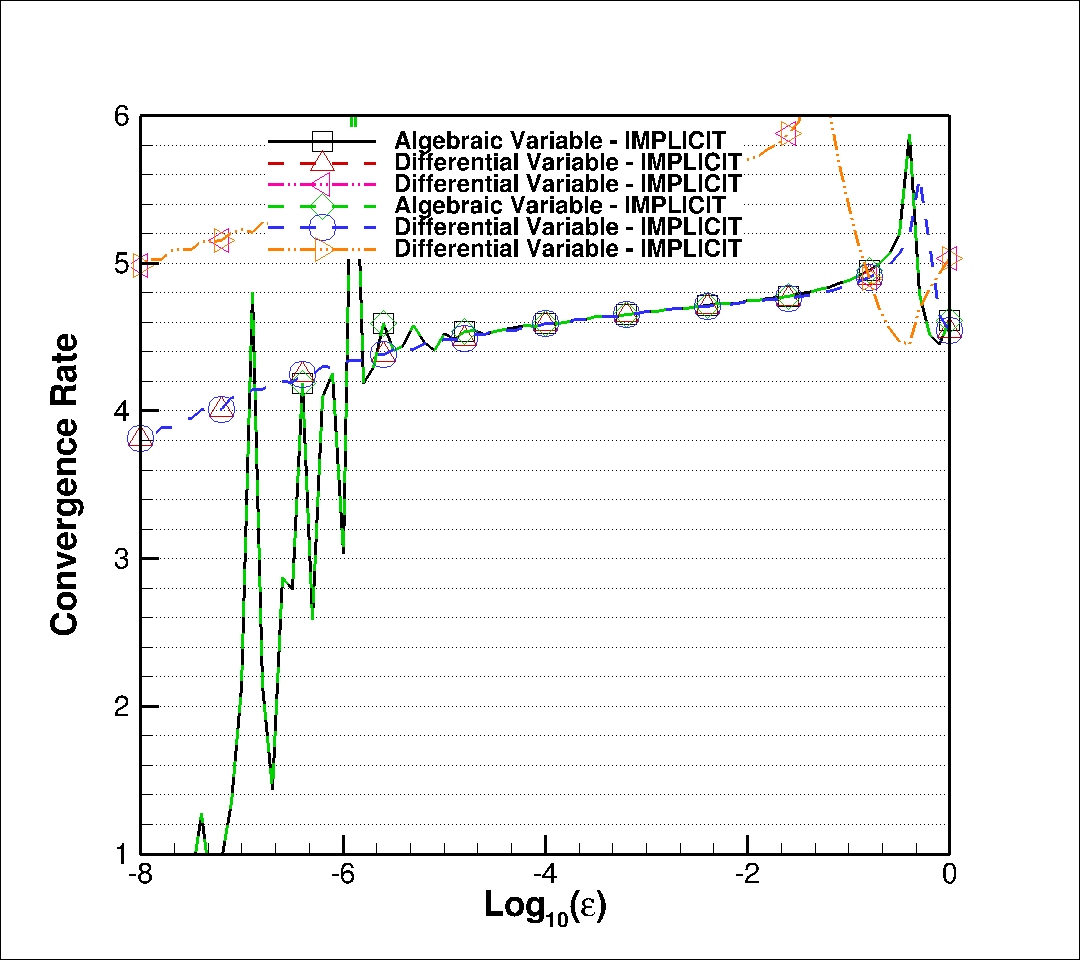 6
Algebraic Variable - IMPLICIT
Differential Variable - IMPLICIT
Differential Variable - IMPLICIT
Algebraic Variable - IMPLICIT
Differential Variable - IMPLICIT
Differential Variable - IMPLICIT
5
4
3
2
1
Convergence Rate
-8 -6 -4 -2 0
Log10(ε)